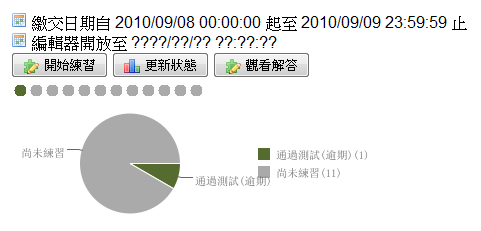 繳交日期自 2010/09/08 00:00:00 起至 2010/09/09 23:59:59 止
編輯器開放至 ????/??/?? ??:??:??
開始練習 更新狀態 觀看解答
尚未練習
通過測試(逾期)
通過測試(逾期)(1)
尚未練習(11)